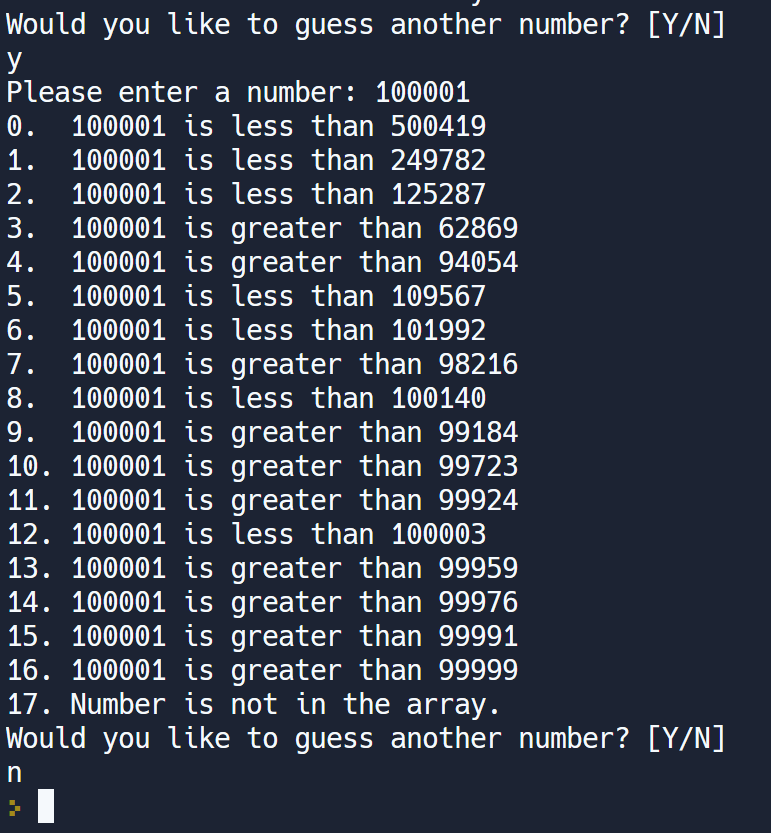 Would you like to guess another number? [Y/N]
y
Please enter a number: 100001
0.  100001 is less than 500419
1.  100001 is less than 249782
2.  100001 is less than 125287
3.  100001 is greater than 62869
4.  100001 is greater than 94054
5.  100001 is less than 109567
6.  100001 is less than 101992
7.  100001 is greater than 98216
8.  100001 is less than 100140
9.  100001 is greater than 99184
10. 100001 is greater than 99723
11. 100001 is greater than 99924
12. 100001 is less than 100003
13. 100001 is greater than 99959
14. 100001 is greater than 99976
15. 100001 is greater than 99991
16. 100001 is greater than 99999
17. Number is not in the array.
Would you like to guess another number? [Y/N]
n
>